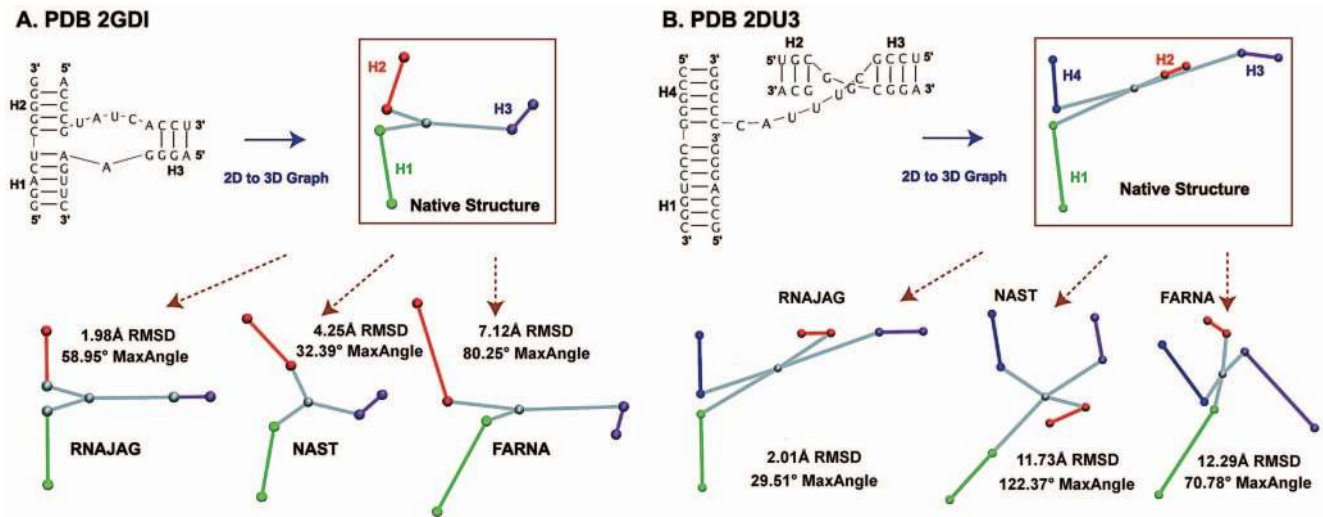 A. PDB 2GDI
3' 5'
G A
G C
H2 G C
G C
C G U A U C A C C U 3'
U A A G G A G 5'
H3
H1
5' 3'
2D to 3D Graph
H2
H3
H1
Native Structure
RNAJAG
1.98Å RMSD
58.95° MaxAngle
NAST
4.25Å RMSD
32.39° MaxAngle
FARNA
7.12Å RMSD
80.25° MaxAngle
B. PDB 2DU3
H2 H3
5' U G C G C C U 5'
3' A C G A G G 3'
3' 5'
H4
C C A U U U G
3'
H1
3' 5'
2D to 3D Graph
H4
H2
H3
H1
Native Structure
RNAJAG
2.01Å RMSD
29.51° MaxAngle
NAST
11.73Å RMSD
122.37° MaxAngle
FARNA
12.29Å RMSD
70.78° MaxAngle